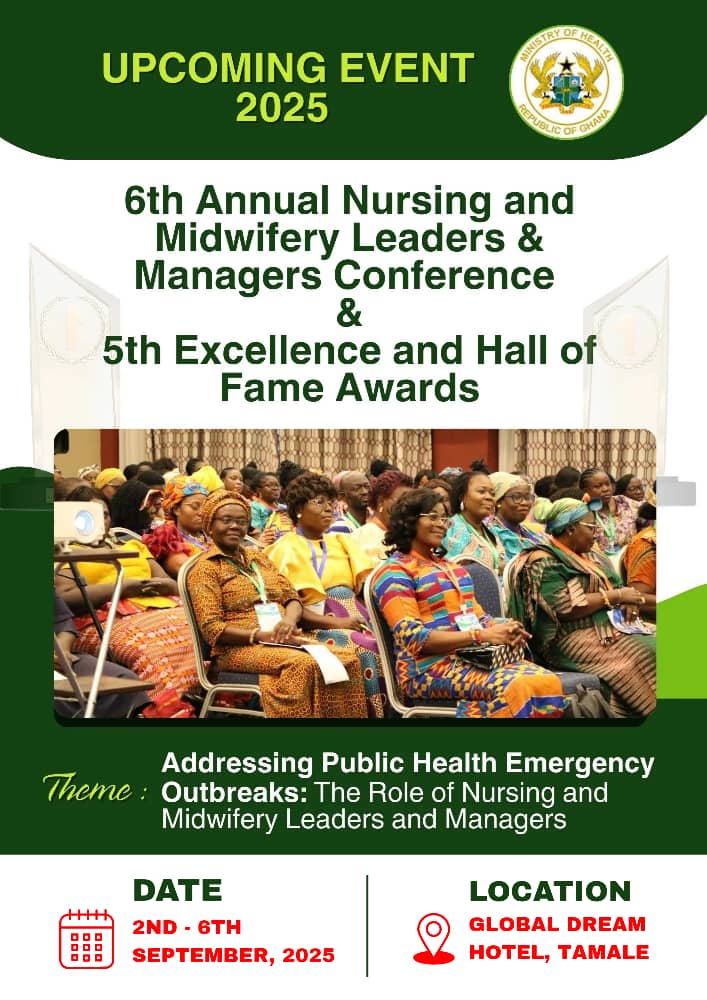 UPCOMING EVENT
2025
MINISTRY OF HEALTH
REPUBLIC OF GHANA
6th Annual Nursing and
Midwifery Leaders &
Managers Conference
&
5th Excellence and Hall of
Fame Awards
1
1
Theme :
Addressing Public Health Emergency
Outbreaks: The Role of Nursing and
Midwifery Leaders and Managers
DATE
2ND - 6TH
SEPTEMBER, 2025
LOCATION
GLOBAL DREAM
HOTEL, TAMALE